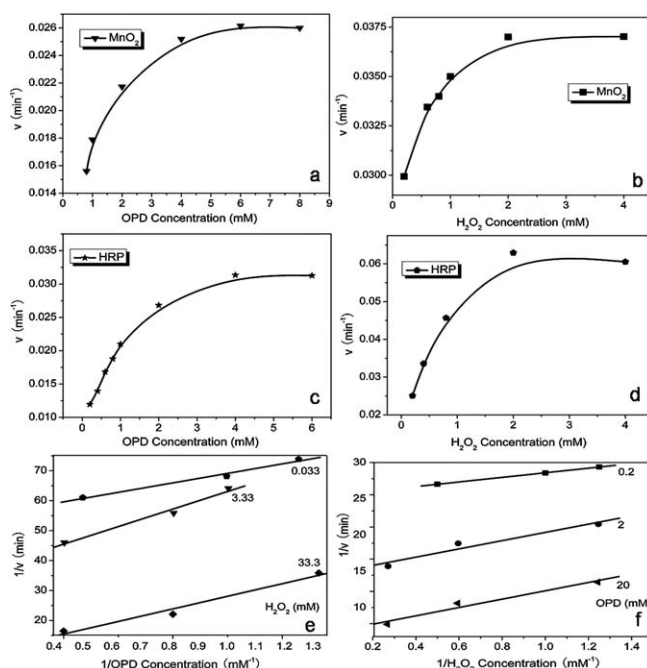 MnO2
v (min-1)
0.026
0.024
0.022
0.020
0.018
0.016
0.014
0 1 2 3 4 5 6 7 8 9
OPD Concentration (mM)
a
MnO2
v (min-1)
0.0375
0.0350
0.0325
0.0300
0 1 2 3 4
H2O2 Concentration (mM)
b
HRP
v (min-1)
0.035
0.030
0.025
0.020
0.015
0.010
0 1 2 3 4 5 6
OPD Concentration (mM)
c
HRP
v (min-1)
0.06
0.05
0.04
0.03
0.02
0 1 2 3 4
H2O2 Concentration (mM)
d
1/v (min)
70
60
50
40
30
20
0.033
3.33
33.3
H2O2 (mM)
0.4 0.5 0.6 0.7 0.8 0.9 1.0 1.1 1.2 1.3
1/OPD Concentration (mM-1)
e
1/v (min)
30
25
20
15
10
0.2
2
20
OPD (mM
0.2 0.4 0.6 0.8 1.0 1.2 1.4
1/H2O2 Concentration (mM-1)
f